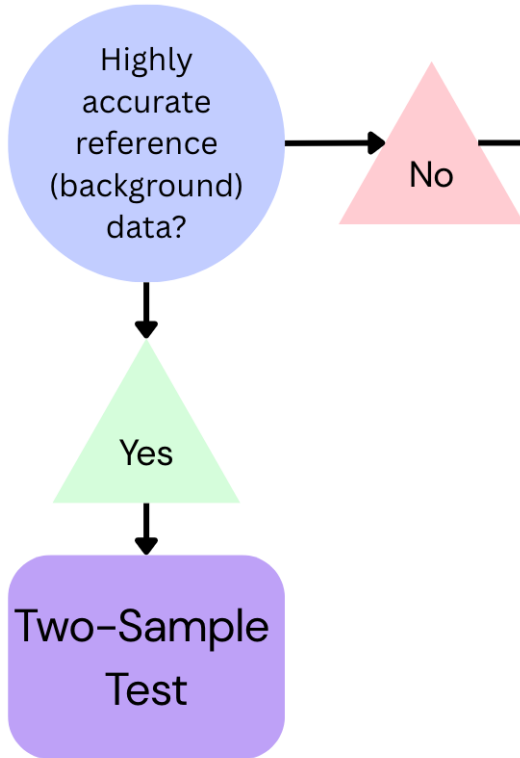 Highly
accurate
reference
(background)
data?
No
Yes
Two-Sample
Test